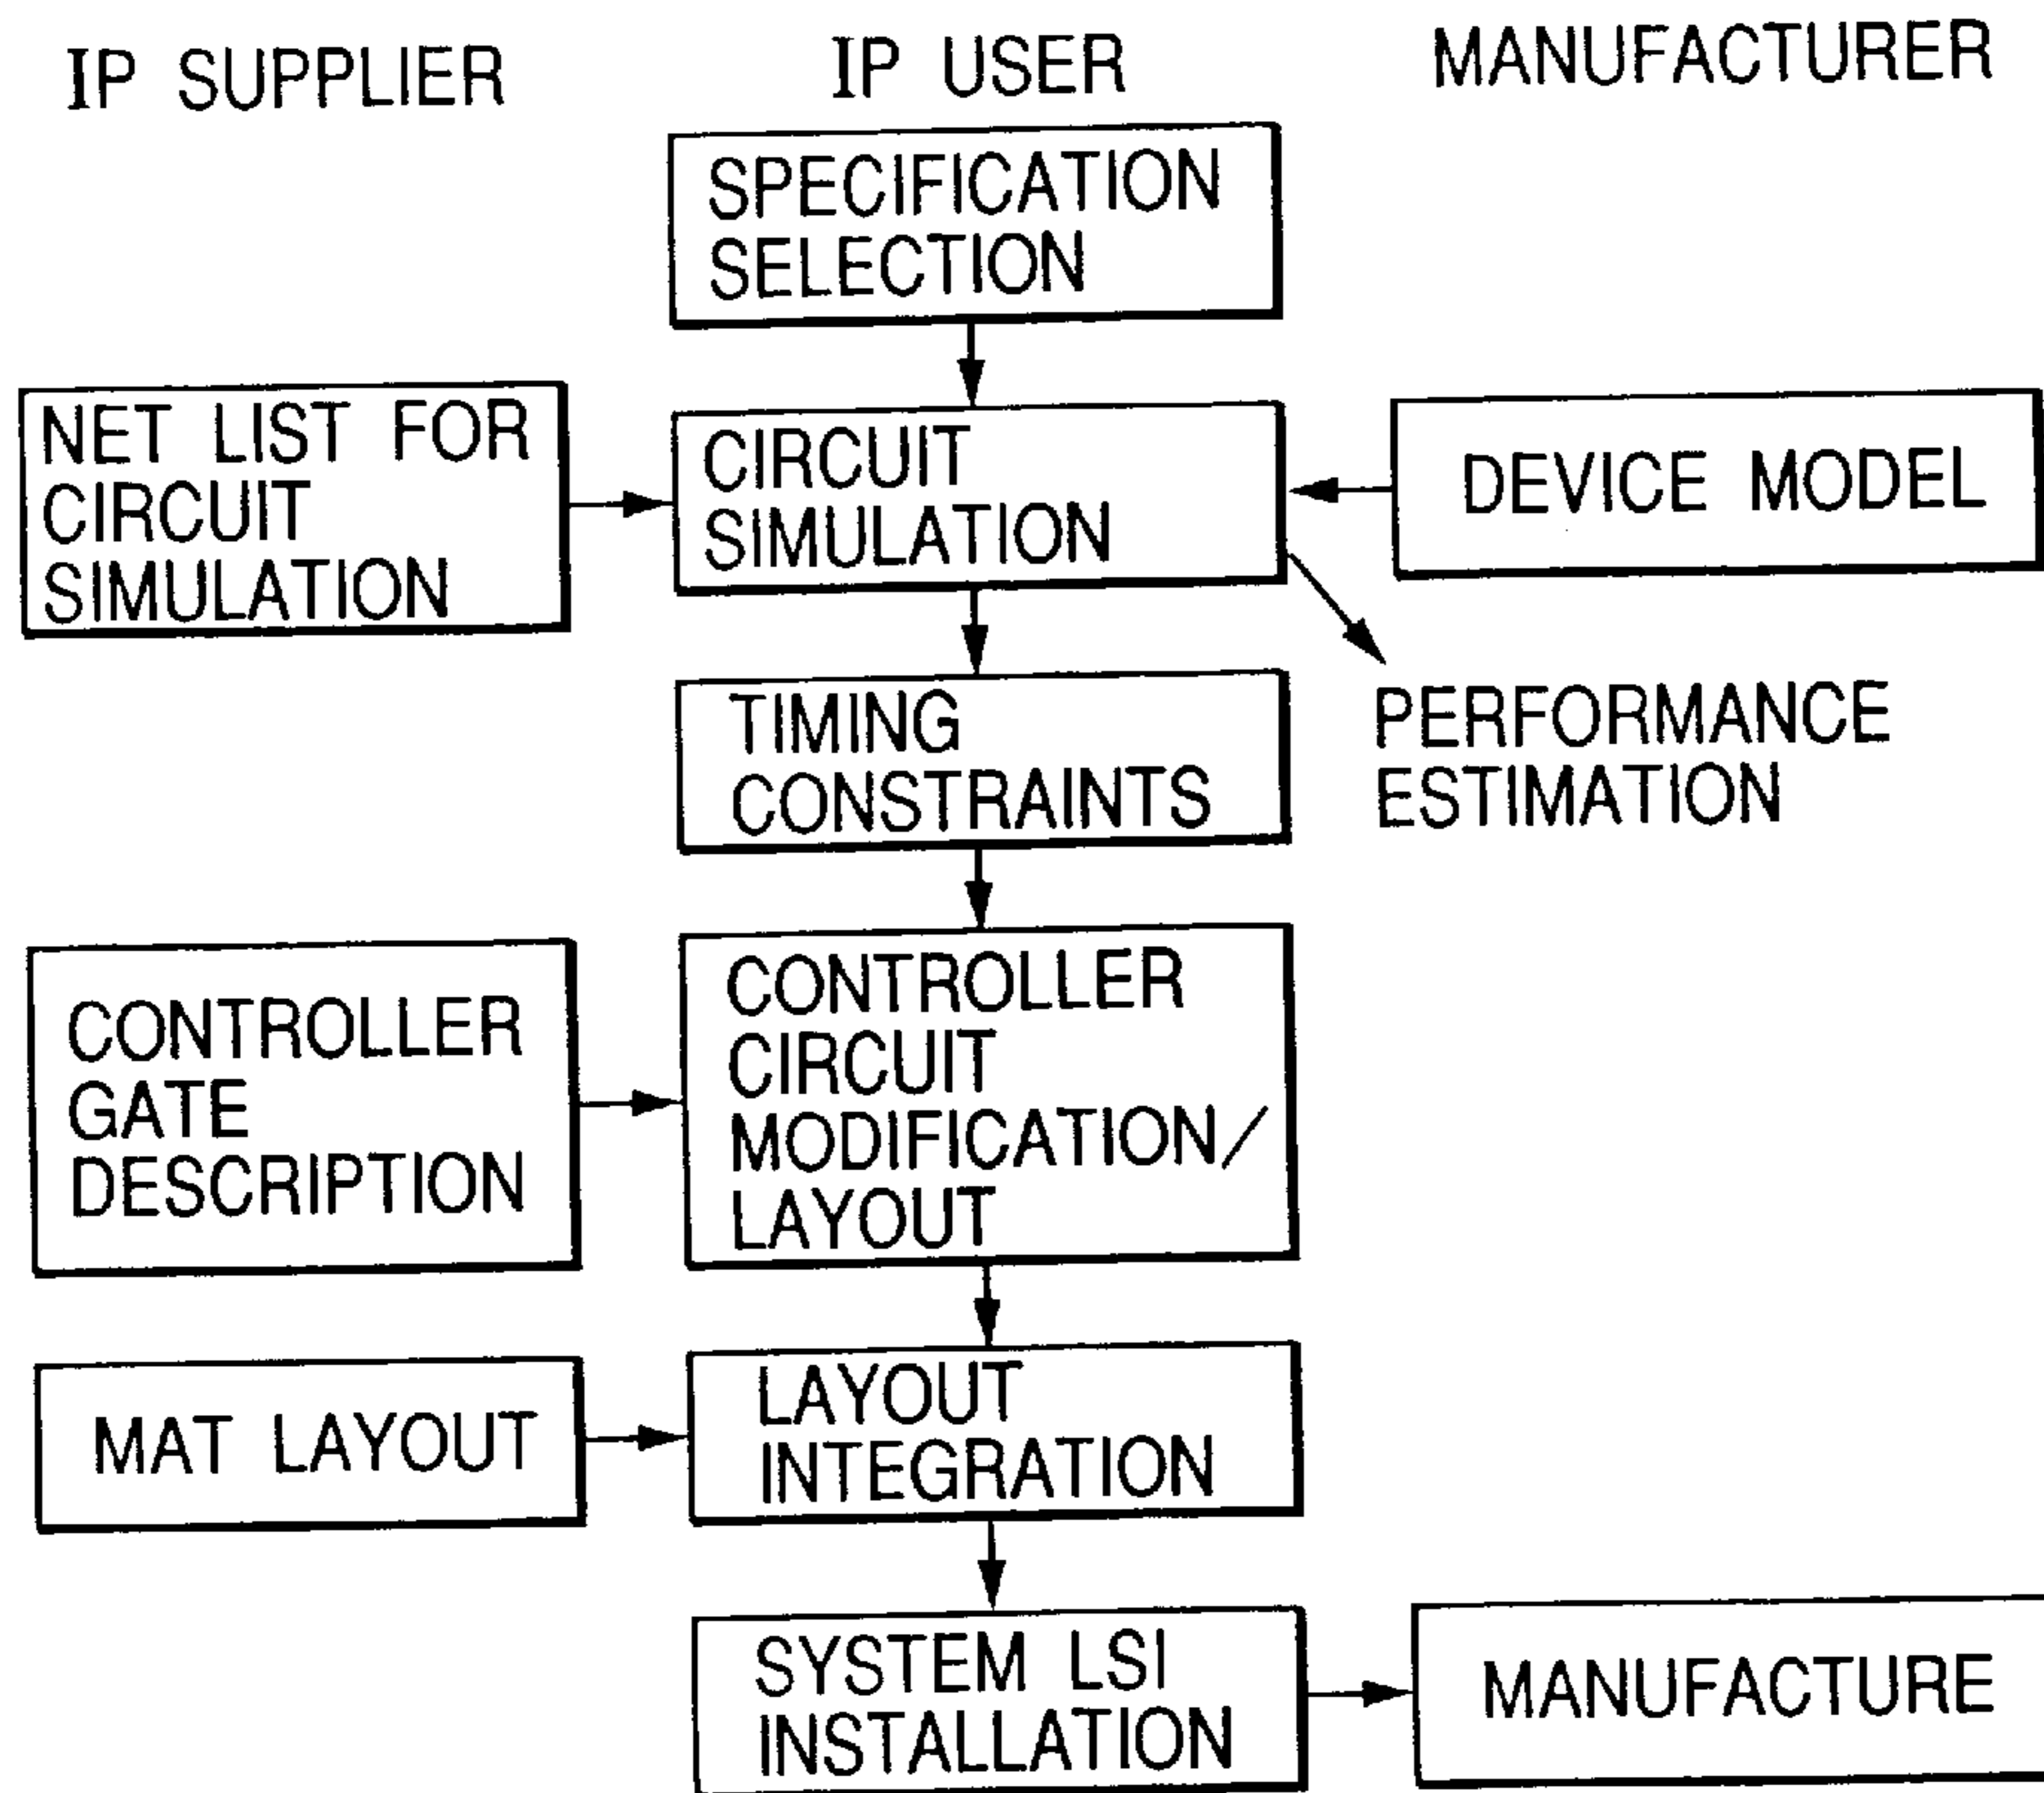 IP SUPPLIER
IP USER
MANUFACTURER
SPECIFICATION
SELECTION
NET LIST FOR
CIRCUIT
SIMULATION
CIRCUIT
SIMULATION
DEVICE MODEL
TIMING
CONSTRAINTS
PERFORMANCE
ESTIMATION
CONTROLLER
GATE
DESCRIPTION
CONTROLLER
CIRCUIT
MODIFICATION/
LAYOUT
MAT LAYOUT
LAYOUT
INTEGRATION
SYSTEM LSI
INSTALLATION
MANUFACTURE